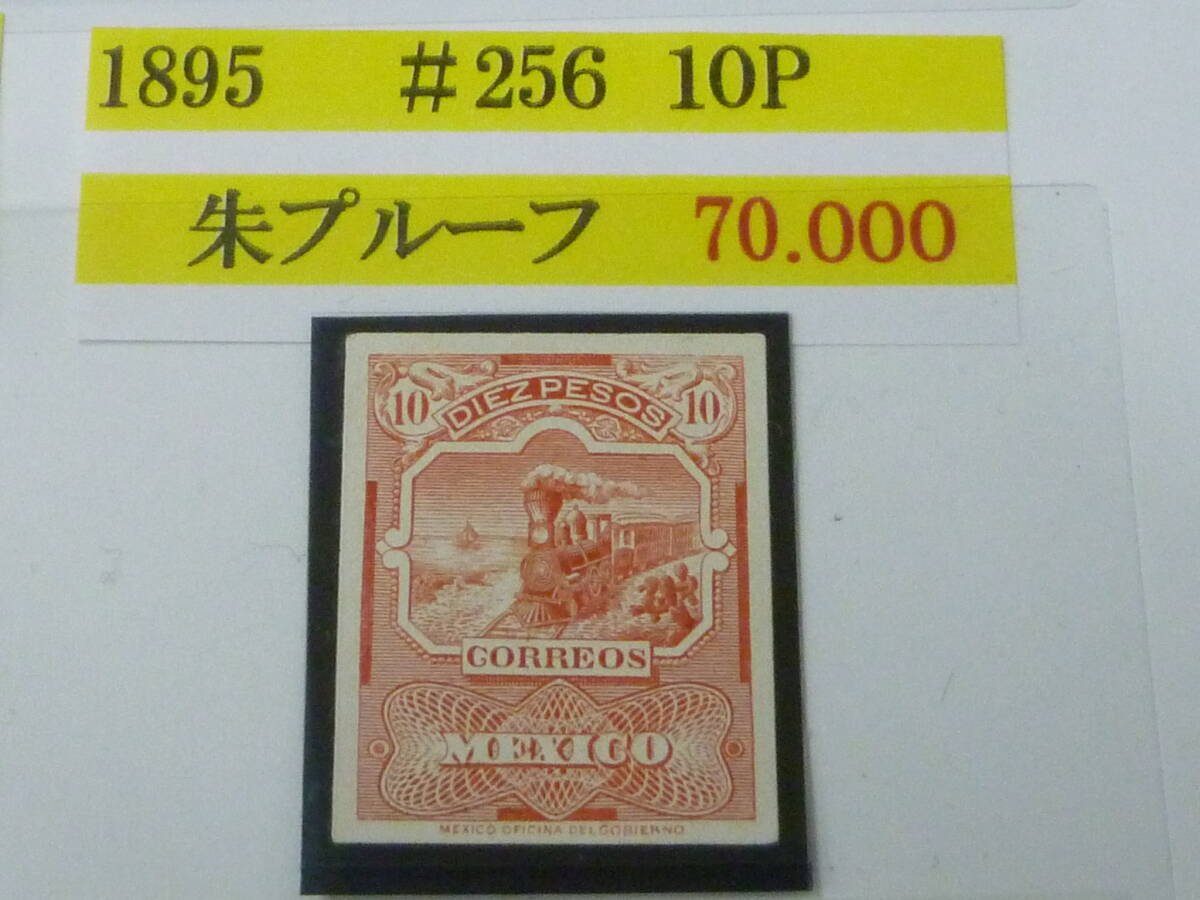 1895 #256 10P
朱プルーフ 70.000
10 DIEZ PESOS 10
CORREOS
MEXICO
MEXICO OFICINA DEL GOBIERNO